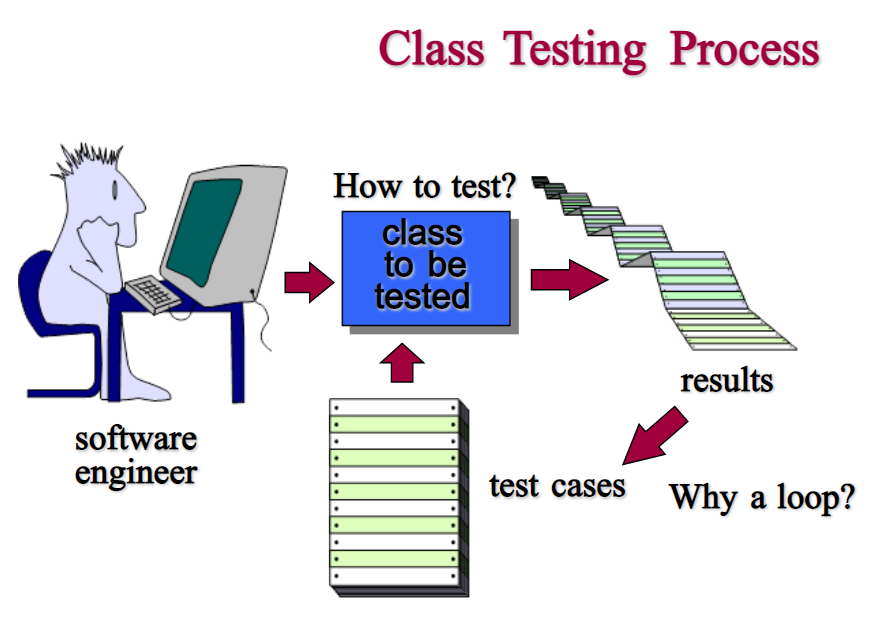 Class Testing Process
How to test?
class
to be
tested
results
software
engineer
test cases
Why a loop?